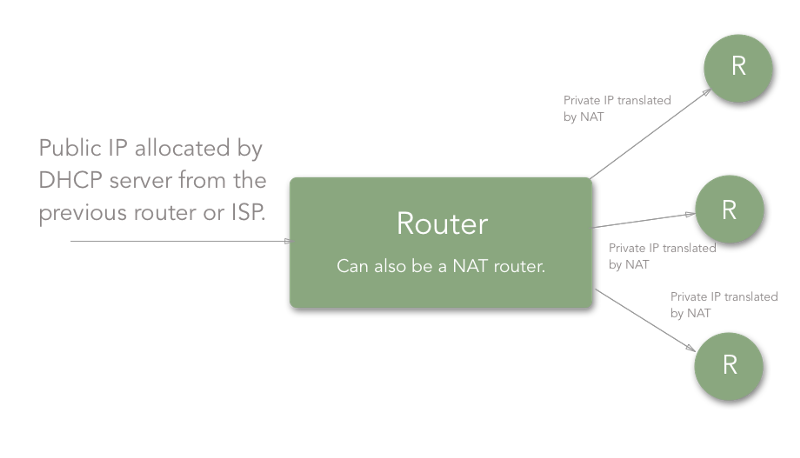 R
Private IP translated
by NAT
Public IP allocated by
DHCP server from the
previous router or ISP.
Router
Can also be a NAT router.
R
Private IP translated
by NAT
Private IP translated
by NAT
R